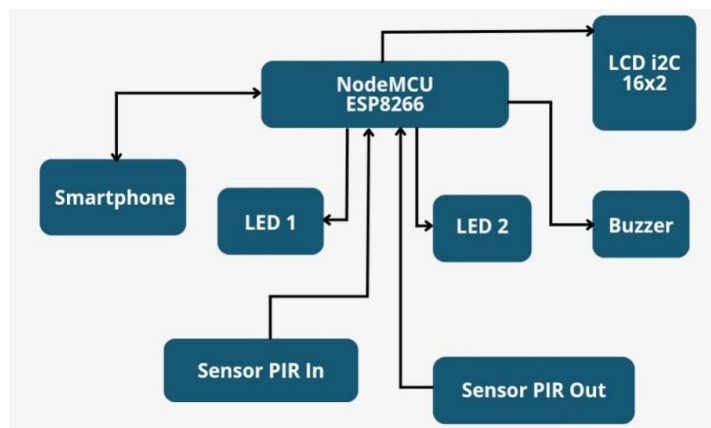 LCD i2C
16x2
NodeMCU
ESP8266
Smartphone
LED 1
LED 2
Buzzer
Sensor PIR In
Sensor PIR Out